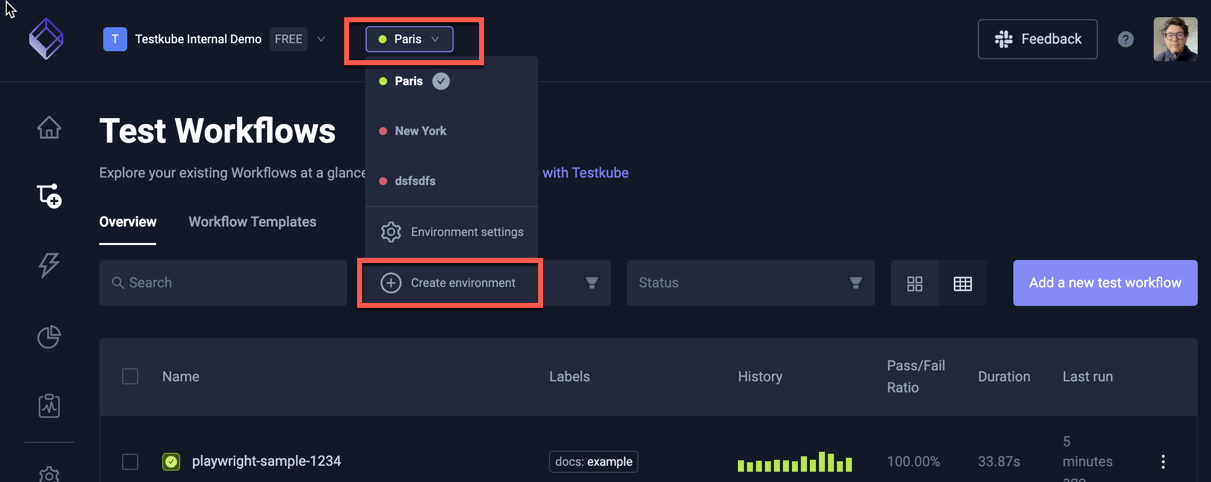 T Testkube Internal Demo FREE
Paris
Feedback
?
Paris
New York
dsfsdfs
Environment settings
Create environment
Test Workflows
Explore your existing Workflows at a glance
with Testkube
Overview Workflow Templates
Search
Status
Add a new test workflow
Name Labels History Pass/Fail Ratio Duration Last run
playwright-sample-1234 docs: example 100.00% 33.87s 5 minutes ago